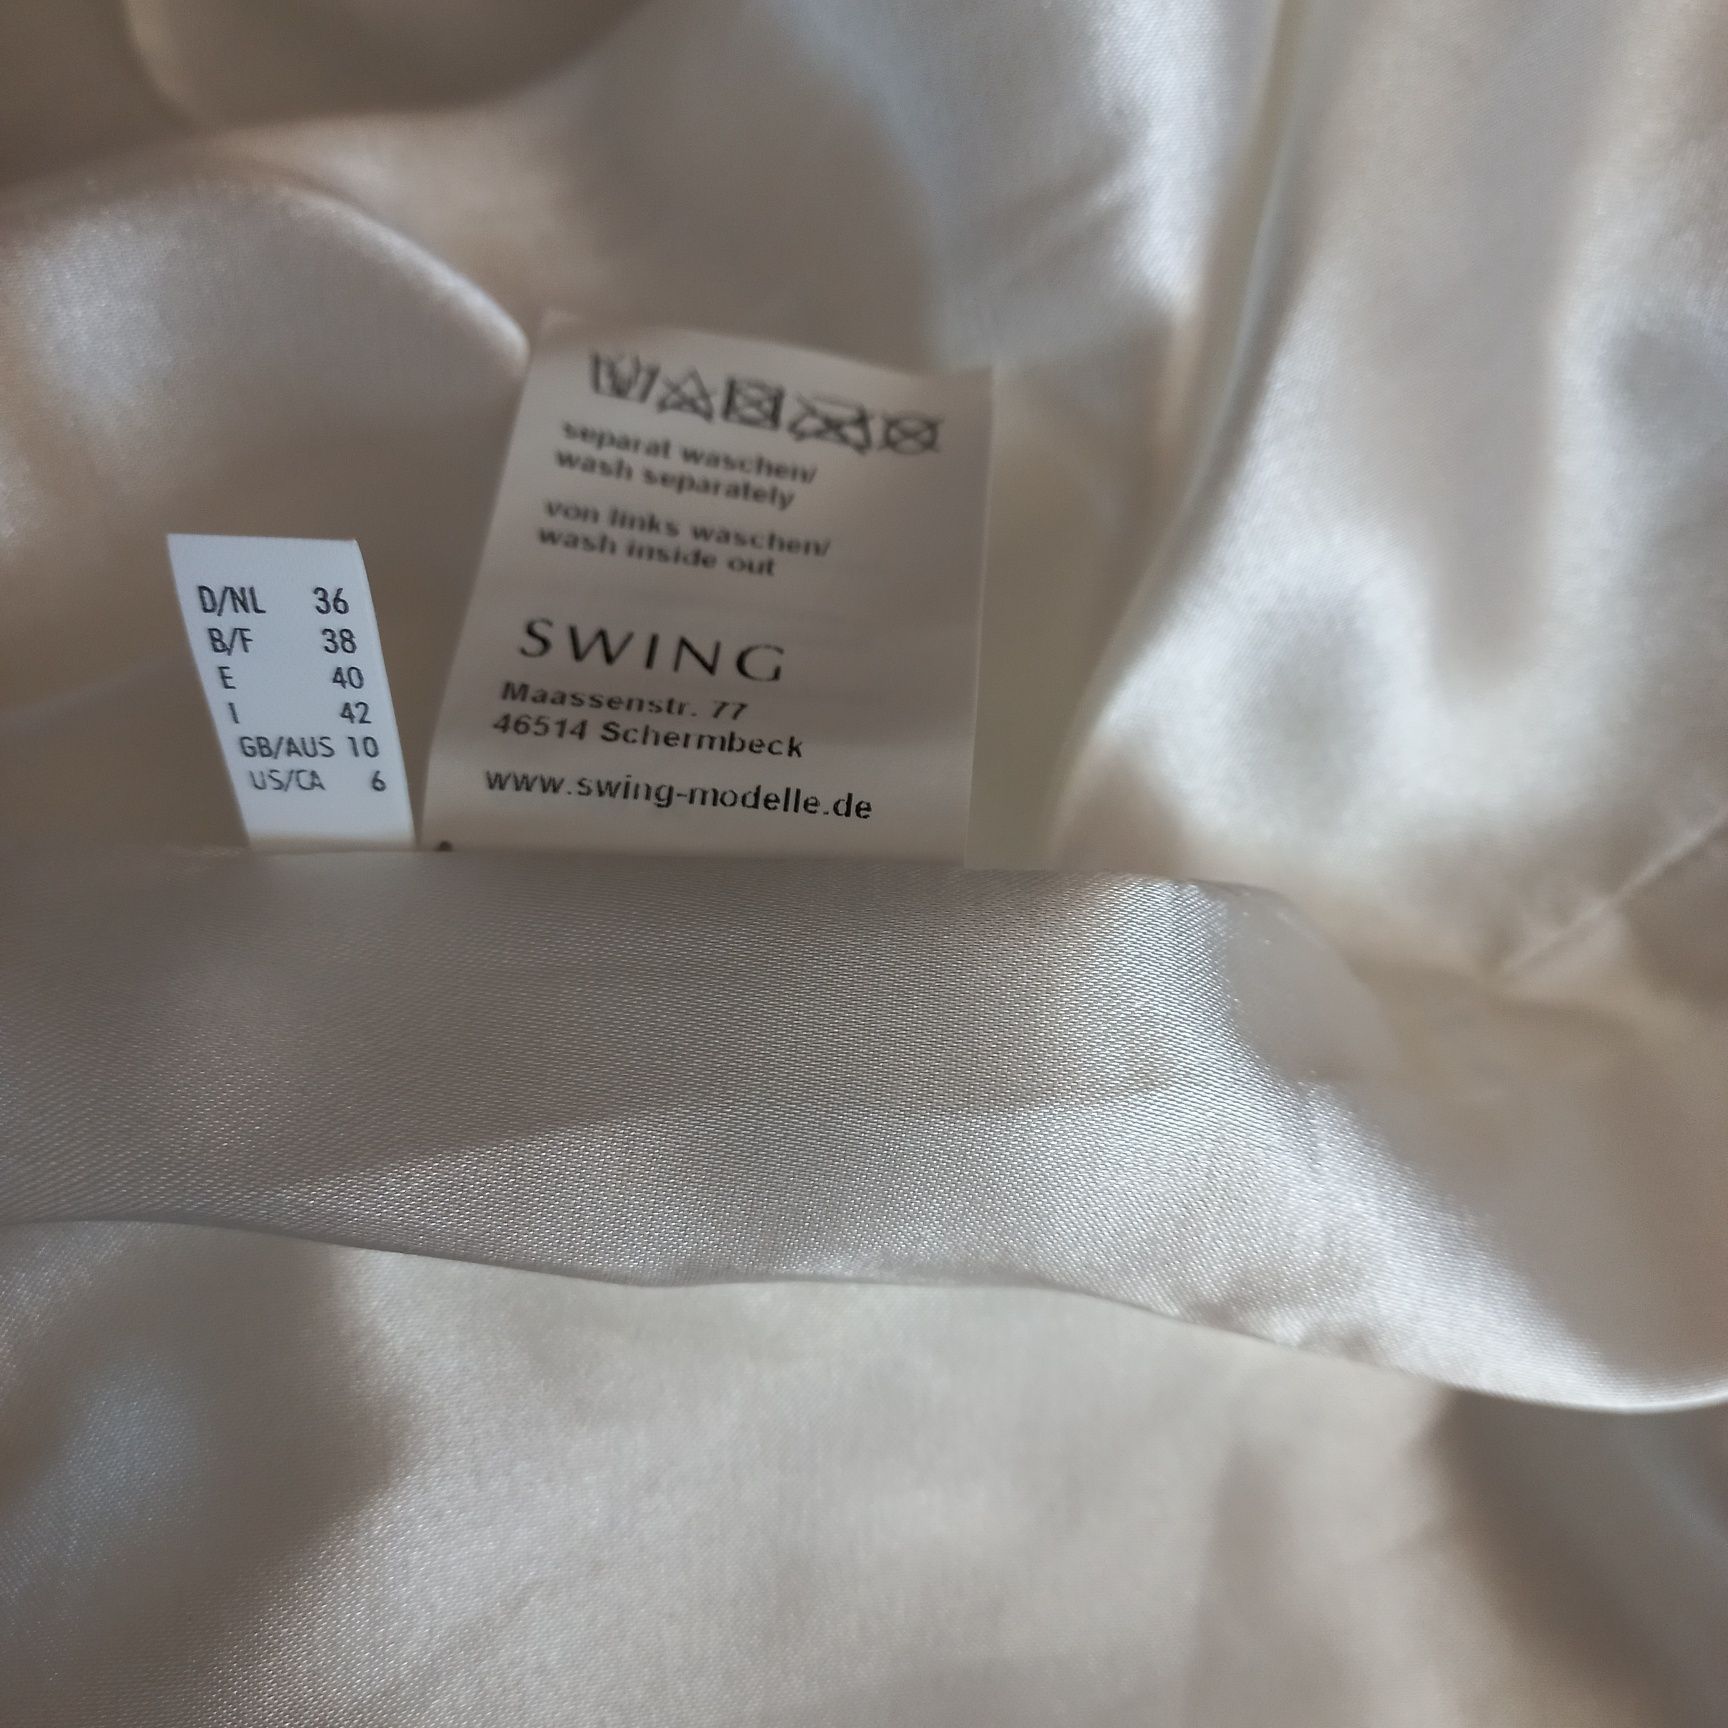 D/NL 36
B/F 38
E 40
I 42
GB/AUS 10
US/CA 6
separat waschen/
wash separately
von links waschen/
wash inside out
SWING
Maassenstr. 77
46514 Schermbeck
www.swing-modelle.de